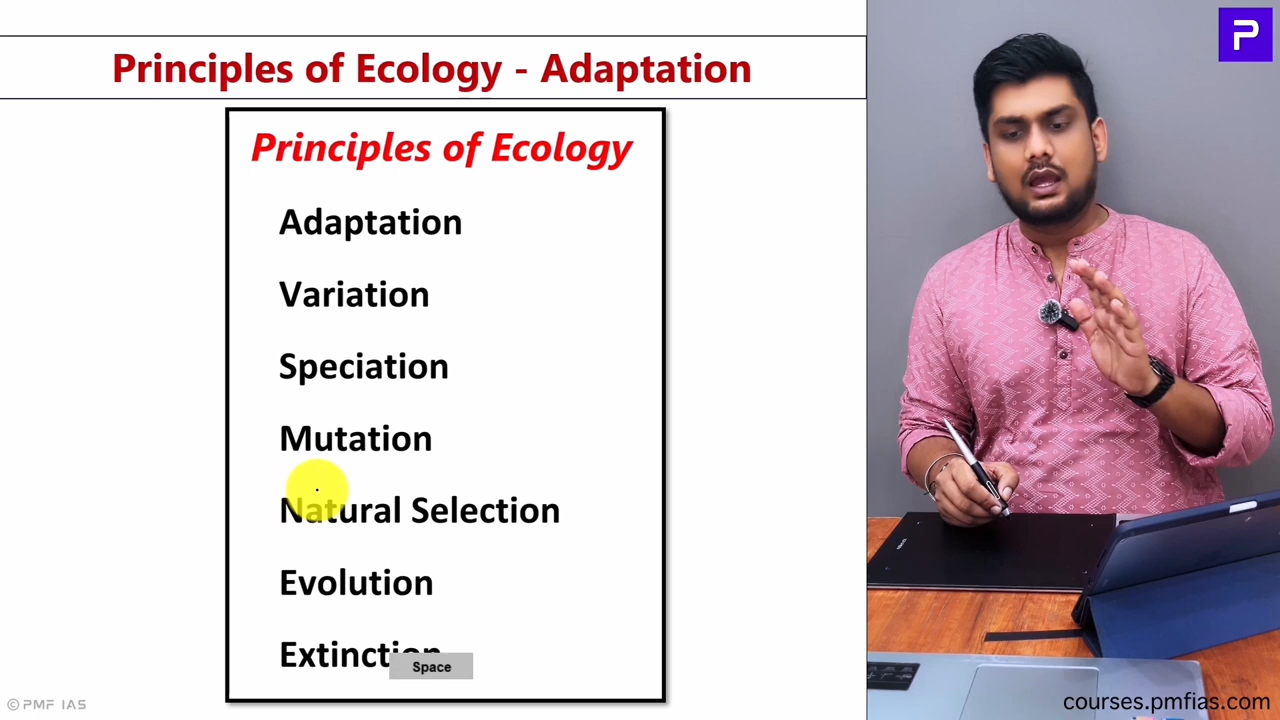 Principles of Ecology - Adaptation
P
Principles of Ecology
Adaptation
Variation
Speciation
Mutation
Natural Selection
Evolution
Extinction
Space
© PMF IAS
courses.pmfias.com